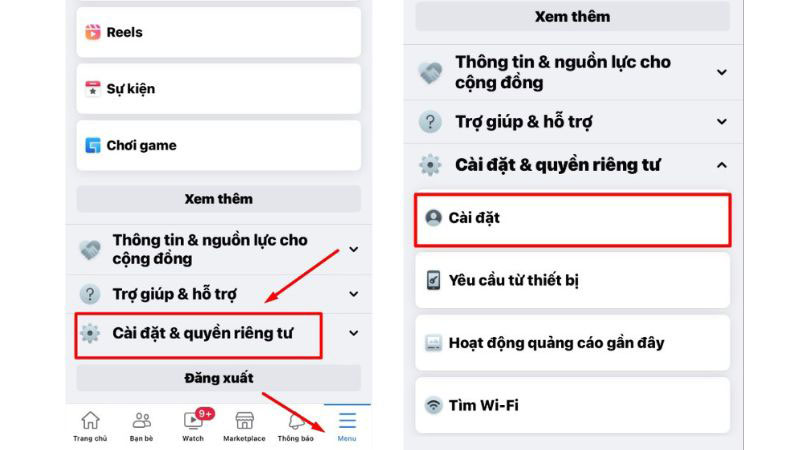 Reels
Sự kiện
Chơi game
Xem thêm
Thông tin & nguồn lực cho
cộng đồng
Trợ giúp & hỗ trợ
Cài đặt & quyền riêng tư
Đăng xuất
9+
Trang chủ
Bạn bè
Watch
Marketplace
Thông báo
Menu
Xem thêm
Thông tin & nguồn lực cho
cộng đồng
Trợ giúp & hỗ trợ
Cài đặt & quyền riêng tư
Cài đặt
Yêu cầu từ thiết bị
Hoạt động quảng cáo gần đây
Tìm Wi-Fi